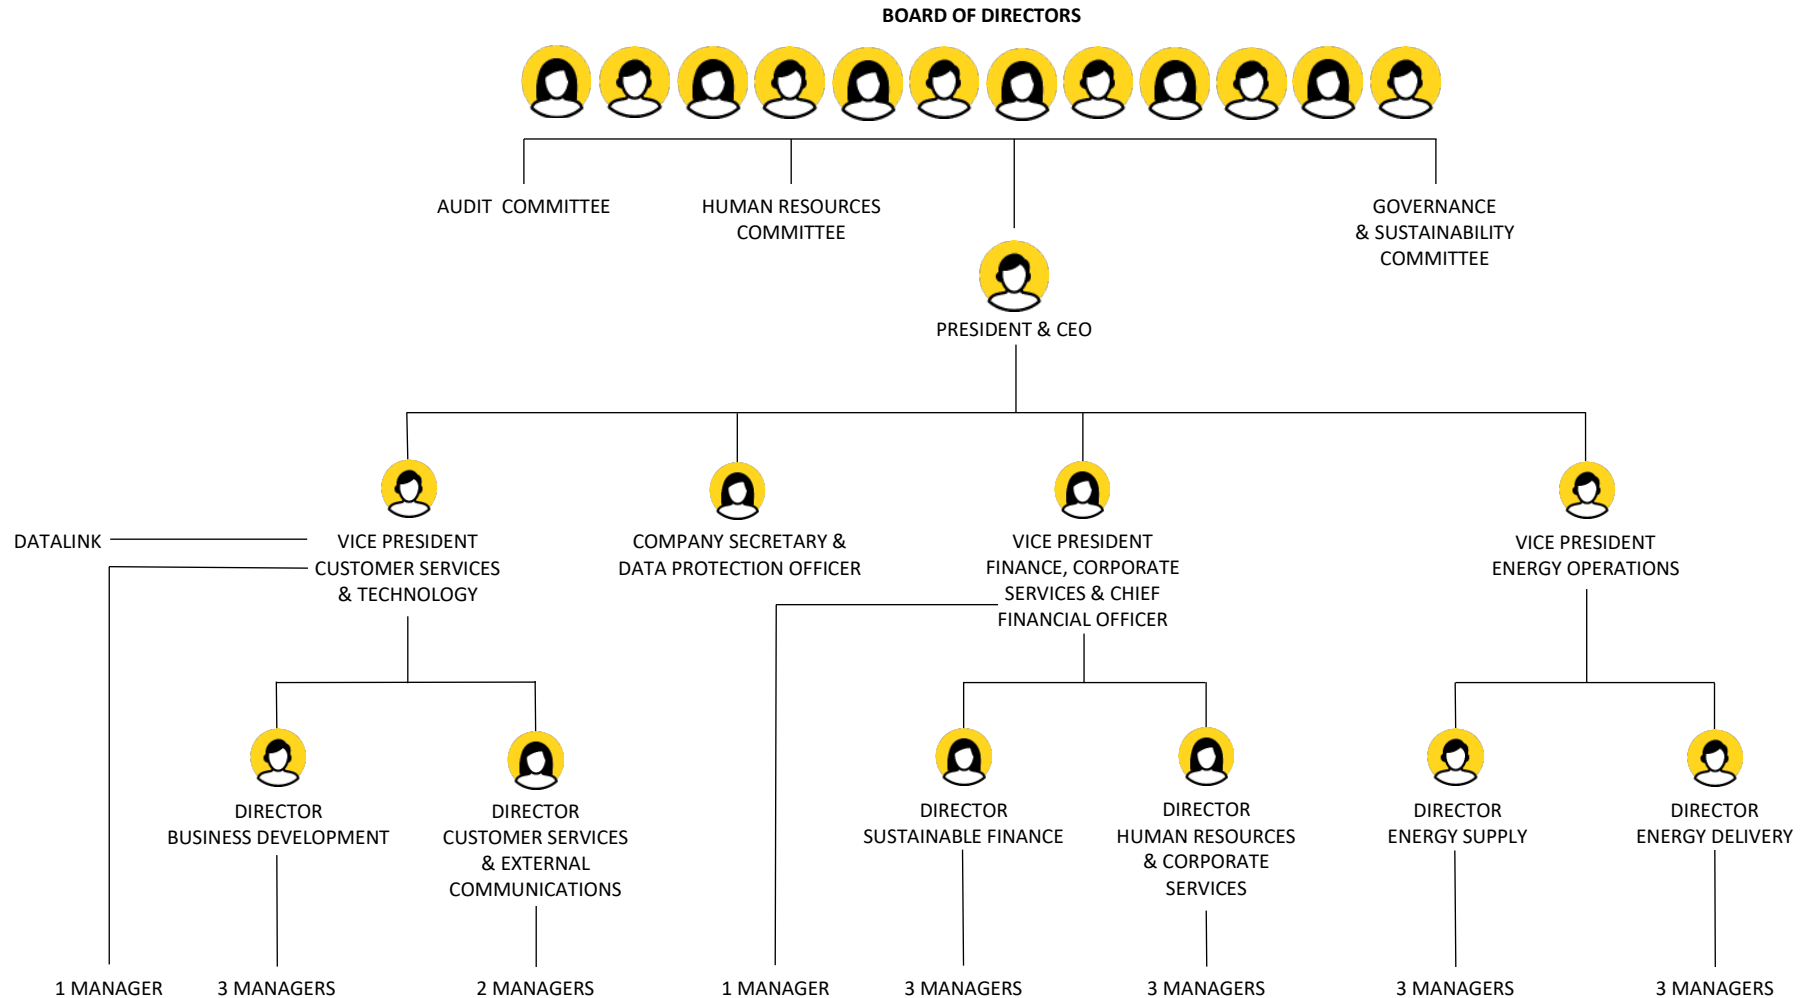 BOARD OF DIRECTORS
AUDIT  COMMITTEE
HUMAN RESOURCES
COMMITTEE
GOVERNANCE
& SUSTAINABILITY
COMMITTEE
PRESIDENT & CEO
DATALINK
VICE PRESIDENT
CUSTOMER SERVICES
& TECHNOLOGY
COMPANY SECRETARY &
DATA PROTECTION OFFICER
VICE PRESIDENT
FINANCE, CORPORATE
SERVICES & CHIEF
FINANCIAL OFFICER
VICE PRESIDENT
ENERGY OPERATIONS
DIRECTOR
BUSINESS DEVELOPMENT
DIRECTOR
CUSTOMER SERVICES
& EXTERNAL
COMMUNICATIONS
DIRECTOR
SUSTAINABLE FINANCE
DIRECTOR
HUMAN RESOURCES
& CORPORATE
SERVICES
DIRECTOR
ENERGY SUPPLY
DIRECTOR
ENERGY DELIVERY
1 MANAGER
3 MANAGERS
2 MANAGERS
1 MANAGER
3 MANAGERS
3 MANAGERS
3 MANAGERS
3 MANAGERS